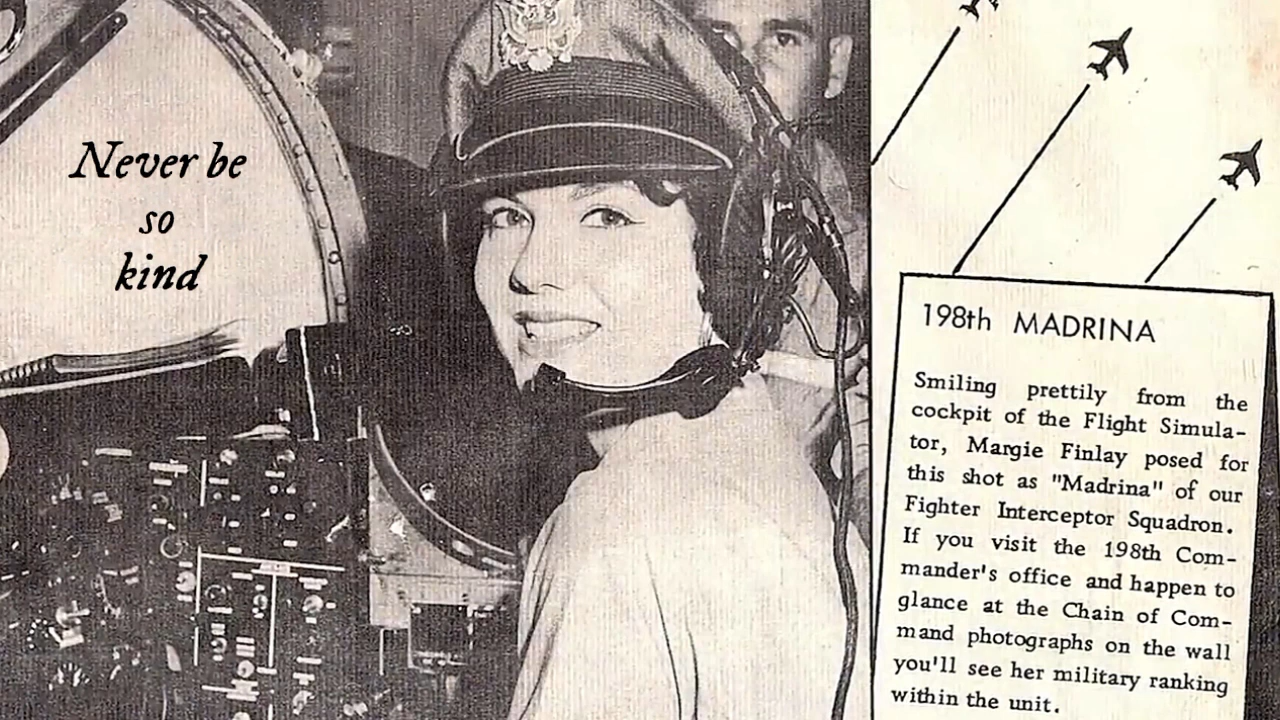 Never be
so
kind
198th MADRINA
Smiling prettily from the
cockpit of the Flight Simula-
tor, Margie Finlay posed for
this shot as "Madrina" of our
Fighter Interceptor Squadron.
If you visit the 198th Com-
mander's office and happen to
glance at the Chain of Com-
mand photographs on the wall
you'll see her military ranking
within the unit.